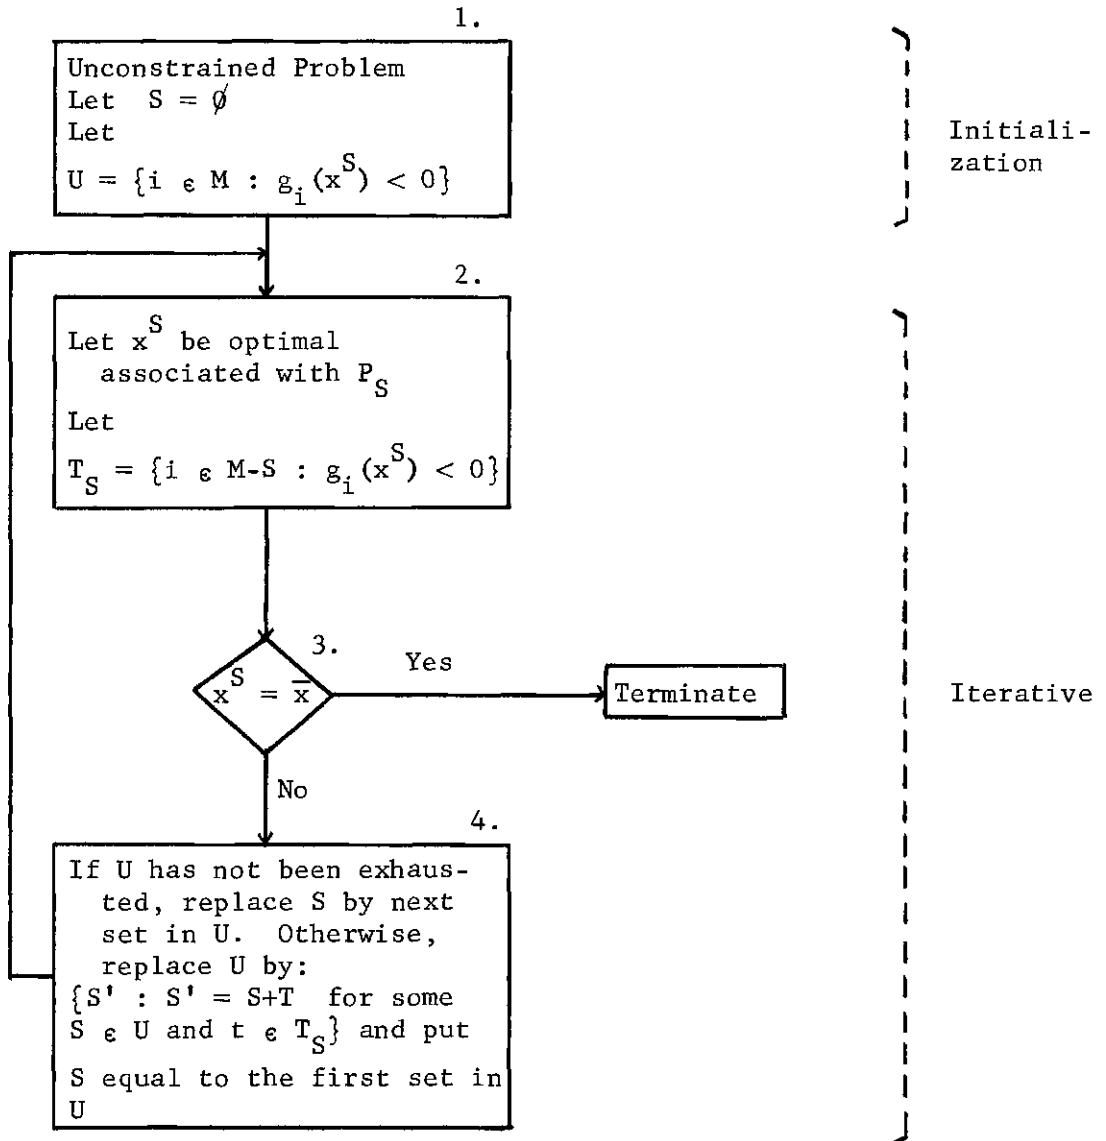 1.
Unconstrained Problem
Let S = ∅
Let
U = {i ϵ M : g_i(x^S) < 0}
Initiali-
zation
2.
Let x^S be optimal
associated with P_S
Let
T_S = {i ϵ M-S : g_i(x^S) < 0}
3.
x^S = x̄
Yes
Terminate
Iterative
No
4.
If U has not been exhaus-
ted, replace S by next
set in U. Otherwise,
replace U by:
{S' : S' = S+T for some
S ϵ U and t ϵ T_S} and put
S equal to the first set in
U